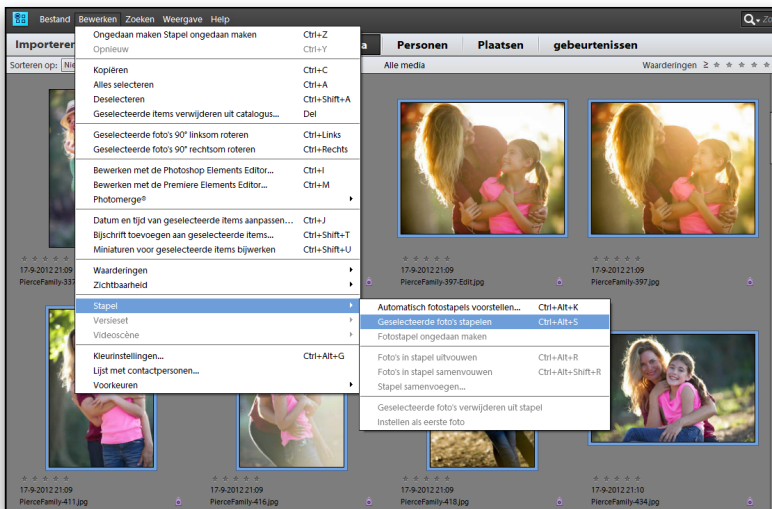 Bestand Bewerken Zoeken Weergave Help
Importeren Personen Plaatsen gebeurtenissen
Sorteren op: Alle media Waarderingen ≥
Ongedaan maken Stapel ongedaan maken Ctrl+Z
Opnieuw Ctrl+Y
Kopiëren Ctrl+C
Alles selecteren Ctrl+A
Deselecteren Ctrl+Shift+A
Geselecteerde items verwijderen uit catalogus... Del
Geselecteerde foto's 90° linksom roteren Ctrl+Links
Geselecteerde foto's 90° rechtsom roteren Ctrl+Rechts
Bewerken met de Photoshop Elements Editor... Ctrl+I
Bewerken met de Premiere Elements Editor... Ctrl+M
Photomerge®
Datum en tijd van geselecteerde items aanpassen... Ctrl+J
Bijschrift toevoegen aan geselecteerde items... Ctrl+Shift+T
Miniaturen voor geselecteerde items bijwerken Ctrl+Shift+U
Waarderingen
Zichtbaarheid
Stapel
Versieset
Videoscène
Kleurinstellingen... Ctrl+Alt+G
Lijst met contactpersonen...
Voorkeuren
Automatisch fotostapels voorstellen... Ctrl+Alt+K
Geselecteerde foto's stapelen Ctrl+Alt+S
Fotostapel ongedaan maken
Foto's in stapel uitvouwen Ctrl+Alt+R
Foto's in stapel samenvouwen Ctrl+Alt+Shift+R
Stapel samenvoegen...
Geselecteerde foto's verwijderen uit stapel
Instellen als eerste foto
17-9-2012 21:09 17-9-2012 21:09
PierceFamily-397-Edit.jpg PierceFamily-397.jpg
17-9-2012 21:09 17-9-2012 21:09 17-9-2012 21:09 17-9-2012 21:10
PierceFamily-411.jpg PierceFamily-416.jpg PierceFamily-418.jpg PierceFamily-434.jpg